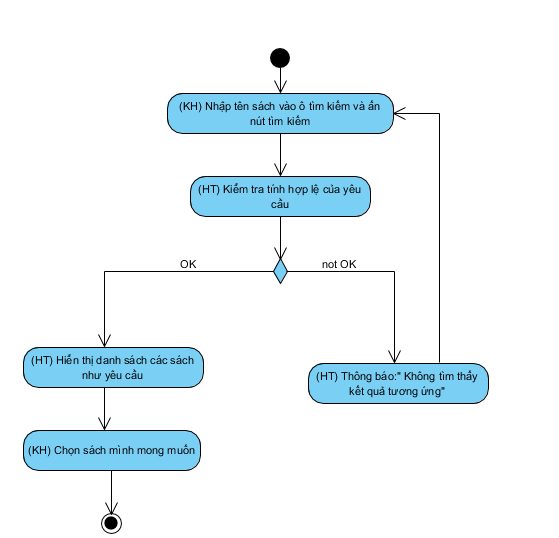 (KH) Nhập tên sách vào ô tìm kiếm và ấn
nút tìm kiếm
(HT) Kiểm tra tính hợp lệ của yêu
cầu
OK
not OK
(HT) Hiển thị danh sách các sách
như yêu cầu
(HT) Thông báo:" Không tìm thấy
kết quả tương ứng"
(KH) Chọn sách mình mong muốn